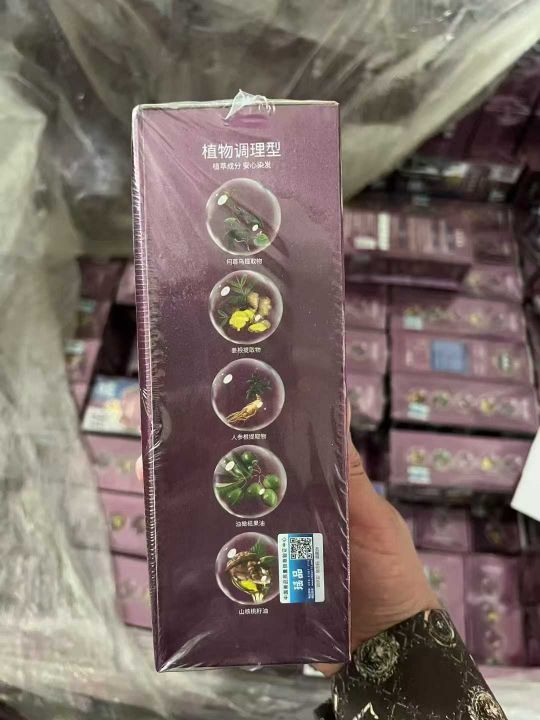 植物调理型
植萃成分 安心染发
何首乌提取物
姜根提取物
人参根提取物
油橄榄果油
山核桃籽油